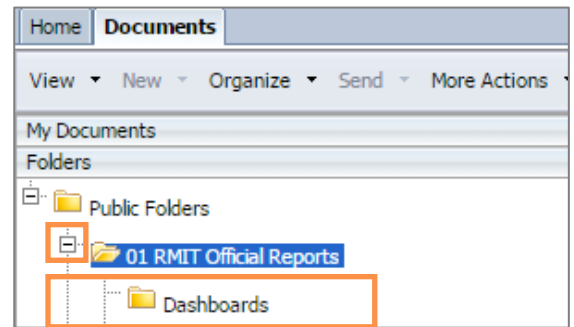 Home Documents
View New Organize Send More Actions
My Documents
Folders
Public Folders
01 RMIT Official Reports
Dashboards